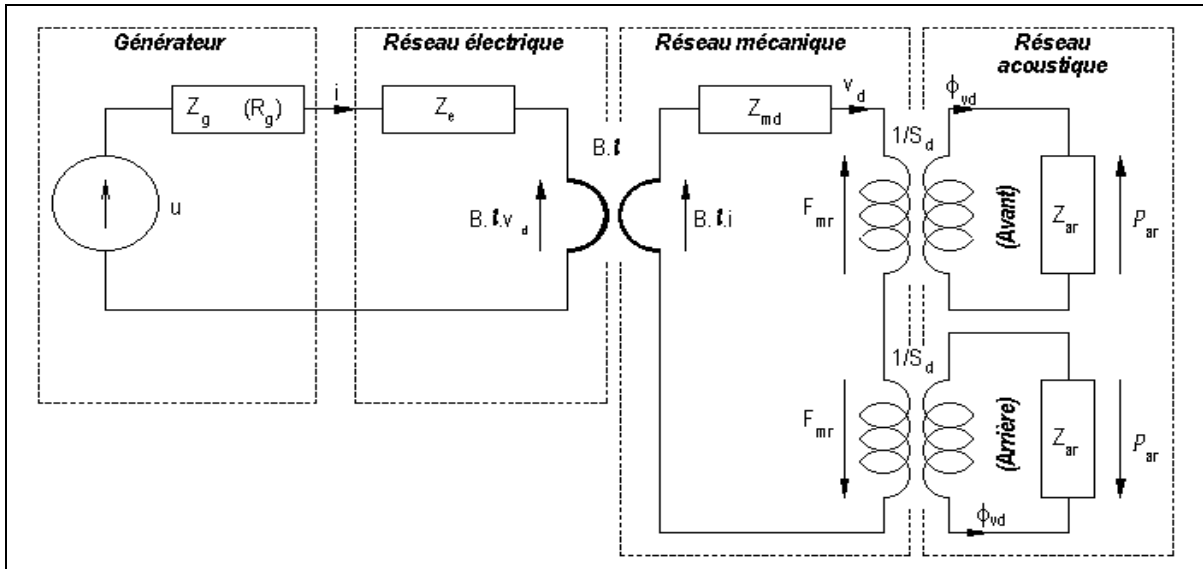 Générateur
Réseau électrique
Réseau mécanique
Réseau
acoustique
Z_g (R_g)
i
Z_e
B.ℓ
Z_md
v_d
1/S_d
ϕ_vd
u
B.ℓ.v_d
B.ℓ.i
F_mr
(Avant)
Z_ar
P_ar
1/S_d
F_mr
(Arrière)
Z_ar
P_ar
ϕ_vd